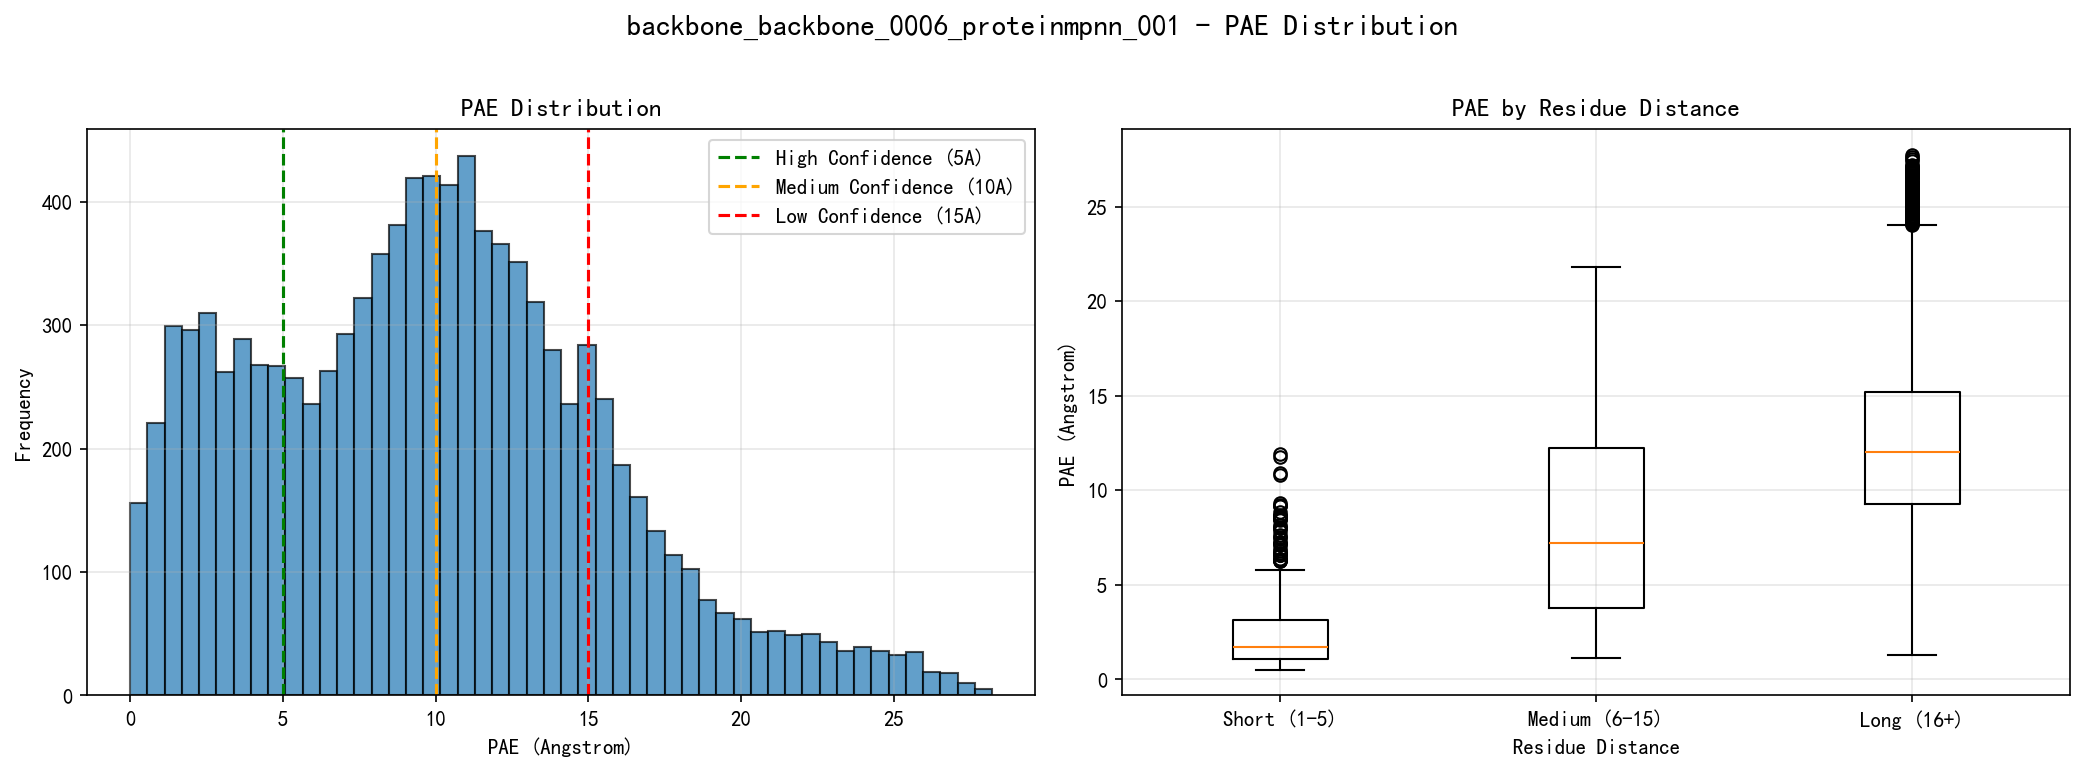 backbone_backbone_0006_proteinmpnn_001 - PAE Distribution
PAE Distribution
High Confidence (5A)
Medium Confidence (10A)
Low Confidence (15A)
400
300
200
100
0
Frequency
0 5 10 15 20 25
PAE (Angstrom)
PAE by Residue Distance
25
20
15
10
5
0
PAE (Angstrom)
Short (1-5) Medium (6-15) Long (16+)
Residue Distance